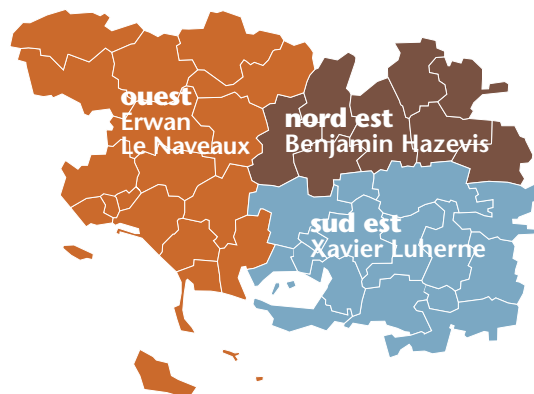 ouest
Erwan
Le Naveaux
nord est
Benjamin Hazevis
sud est
Xavier Luherne